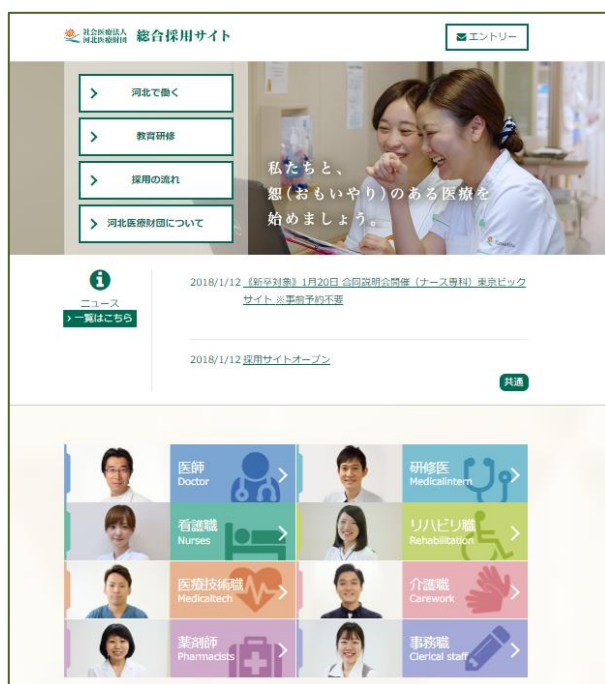 社会医療法人
河北医療財団
総合採用サイト
エントリー
河北で働く
教育研修
採用の流れ
河北医療財団について
私たちと、
恕(おもいやり)のある医療を
始めましょう。
ニュース
一覧はこちら
2018/1/12 《新卒対象》1月20日 合同説明会開催（ナース専科）東京ビック
サイト ※事前予約不要
2018/1/12 採用サイトオープン
共通
医師
Doctor
研修医
Medicalintern
看護職
Nurses
リハビリ職
Rehabilitation
医療技術職
Medicaltech
介護職
Carework
薬剤師
Pharmacists
事務職
Clerical staff